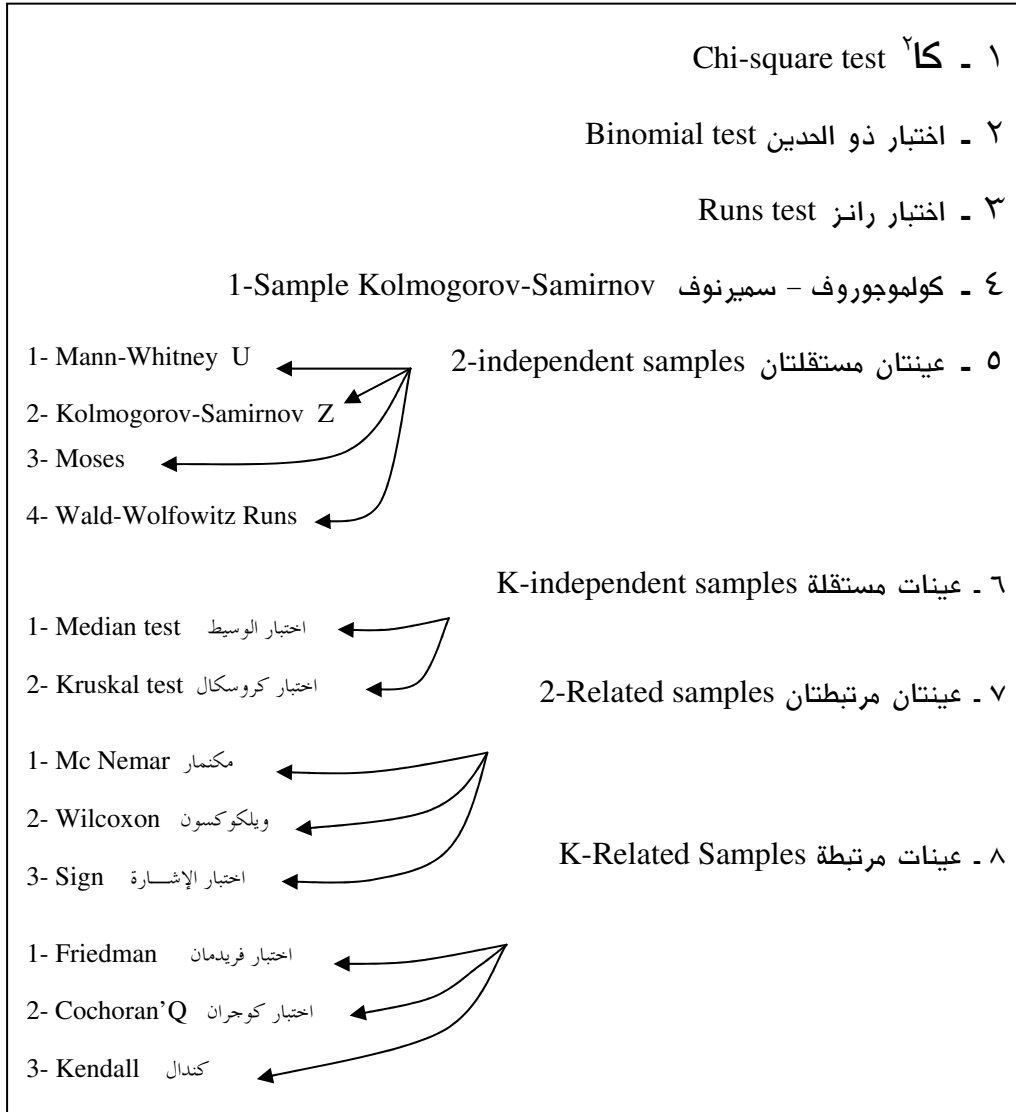 ١ ـ كا٢ Chi-square test
٢ ـ اختبار ذو الحدين Binomial test
٣ ـ اختبار رانز Runs test
٤ ـ كولموجوروف – سميرنوف 1-Sample Kolmogorov-Samirnov
٥ ـ عينتان مستقلتان 2-independent samples
1- Mann-Whitney U
2- Kolmogorov-Samirnov Z
3- Moses
4- Wald-Wolfowitz Runs
٦ ـ عينات مستقلة K-independent samples
1- Median test اختبار الوسيط
2- Kruskal test اختبار كروسكال
٧ ـ عينتان مرتبطتان 2-Related samples
1- Mc Nemar مكنمار
2- Wilcoxon ويلكوكسون
3- Sign اختبار الإشــــارة
٨ ـ عينات مرتبطة K-Related Samples
1- Friedman اختبار فريدمان
2- Cochoran’Q اختبار كوجران
3- Kendall كندال